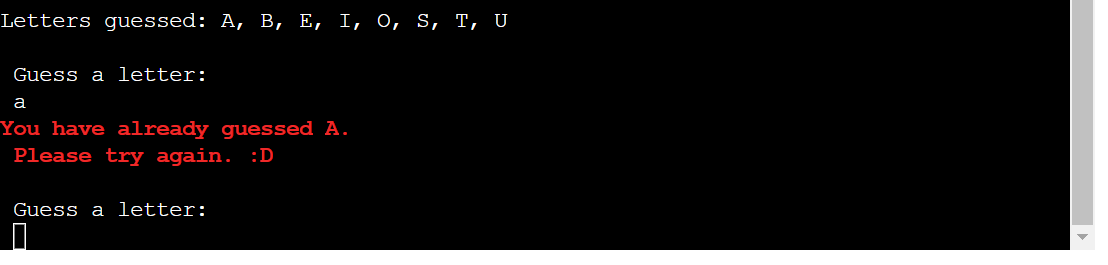 Letters guessed: A, B, E, I, O, S, T, U
Guess a letter:
a
You have already guessed A.
Please try again. :D
Guess a letter: